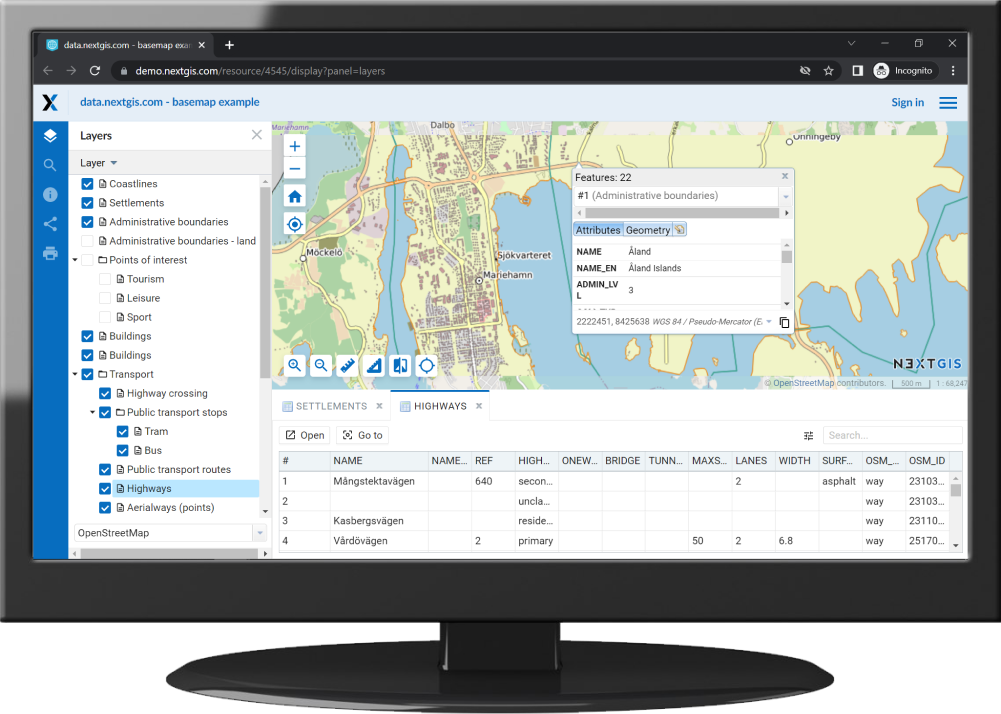 data.nextgis.com - basemap exa
demo.nextgis.com/resource/4545/display?panel=layers
Incognito
data.nextgis.com - basemap example
Sign in
Layers
Layer
Coastlines
Settlements
Administrative boundaries
Administrative boundaries - land
Points of interest
Tourism
Leisure
Sport
Buildings
Buildings
Transport
Highway crossing
Public transport stops
Tram
Bus
Public transport routes
Highways
Aerialways (points)
OpenStreetMap
Mariehamn
Dalbo
Önningeby
Möckelö
Sjökvarteret
Mariehamn
Features: 22
#1 (Administrative boundaries)
Attributes Geometry
NAME Åland
NAME_EN Åland Islands
ADMIN_LV
L 3
2222451, 8425638 WGS 84 / Pseudo-Mercator (E
NEXTGIS
© OpenStreetMap contributors. 500 m 1 : 68,247
SETTLEMENTS HIGHWAYS
Open Go to Search...
# NAME NAME... REF HIGH... ONEW... BRIDGE TUNN... MAXS... LANES WIDTH SURF... OSM_... OSM_ID
1 Mångstektavägen 640 secon... 2 asphalt way 23103...
2 uncla... way 23103...
3 Kasbergsvägen reside... way 23110...
4 Vårdövägen 2 primary 50 2 6.8 way 25170...